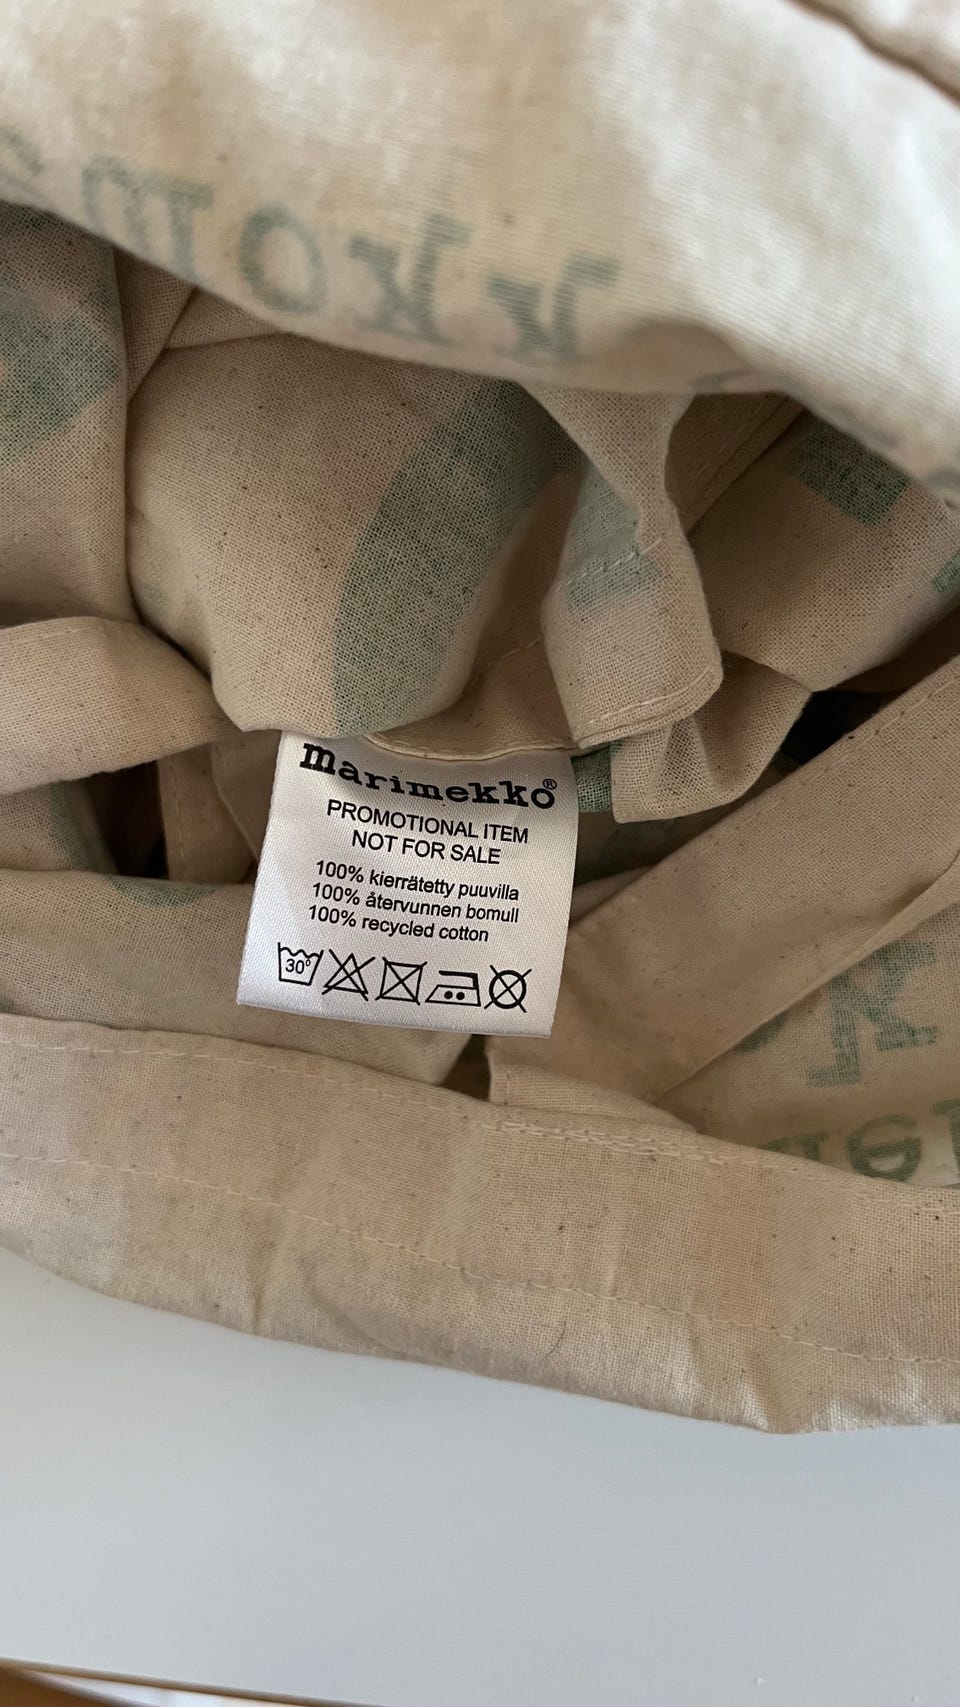 marimekko®
PROMOTIONAL ITEM
NOT FOR SALE
100% kierrätetty puuvilla
100% återvunnen bomull
100% recycled cotton
30°